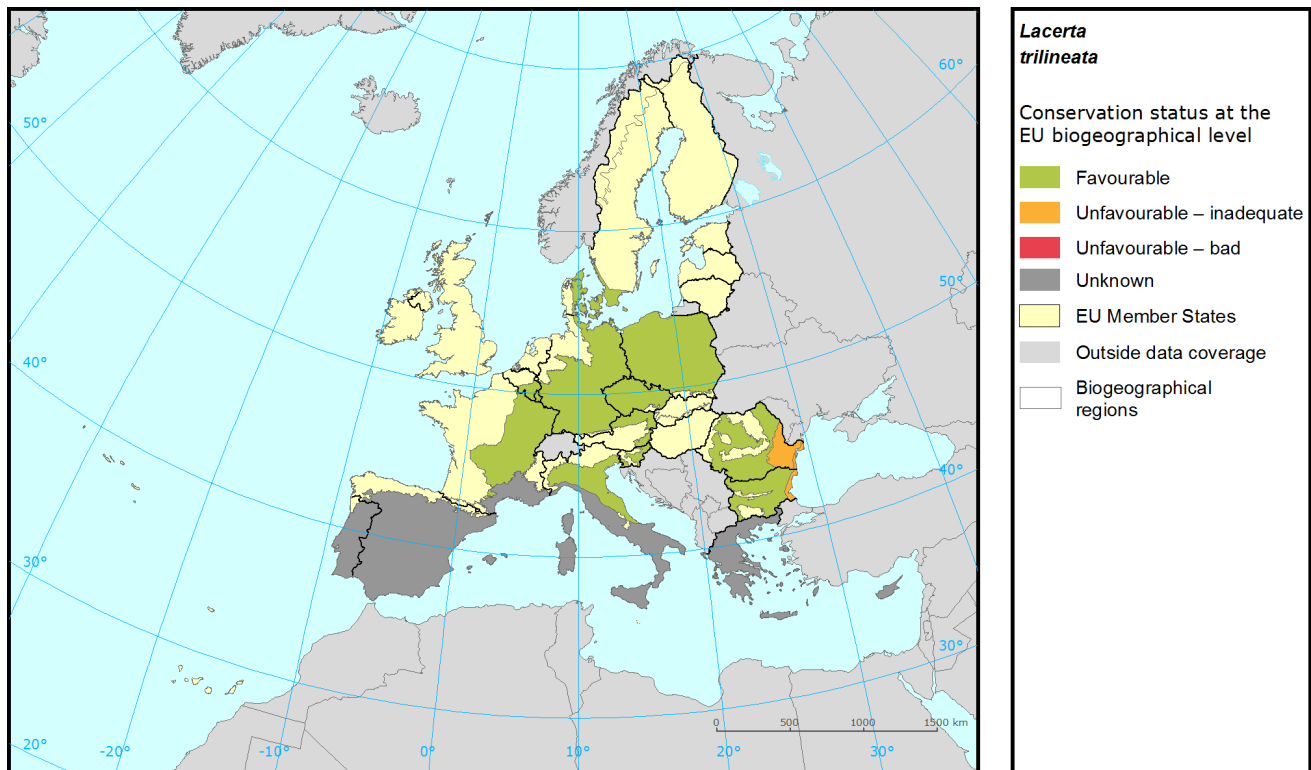 Lacerta
trilineata
Conservation status at the
EU biogeographical level
Favourable
Unfavourable – inadequate
Unfavourable – bad
Unknown
EU Member States
Outside data coverage
Biogeographical
regions
60°
50°
50°
40°
40°
30°
30°
20°
-20°
-10°
0°
10°
20°
30°
0
500
1000
1500 km